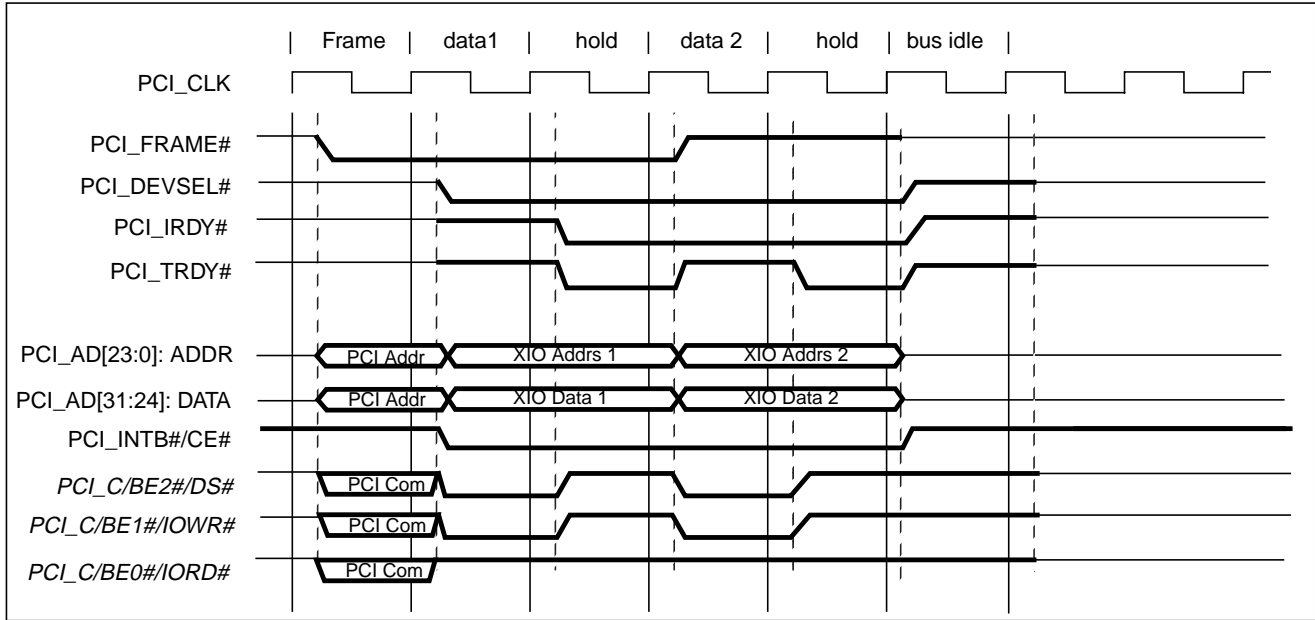 | Frame | data1 | hold | data 2 | hold | bus idle |
PCI_CLK
PCI_FRAME#
PCI_DEVSEL#
PCI_IRDY#
PCI_TRDY#
PCI_AD[23:0]: ADDR PCI Addr XIO Addrs 1 XIO Addrs 2
PCI_AD[31:24]: DATA PCI Addr XIO Data 1 XIO Data 2
PCI_INTB#/CE#
PCI_C/BE2#/DS# PCI Com
PCI_C/BE1#/IOWR# PCI Com
PCI_C/BE0#/IORD# PCI Com